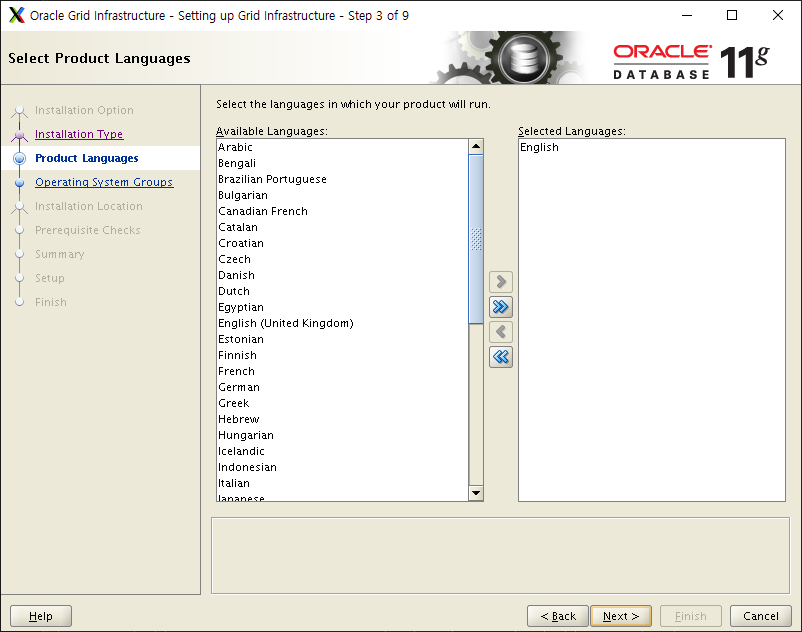 Oracle Grid Infrastructure - Setting up Grid Infrastructure - Step 3 of 9
Select Product Languages
ORACLE
DATABASE
11g
Installation Option
Installation Type
Product Languages
Operating System Groups
Installation Location
Prerequisite Checks
Summary
Setup
Finish
Select the languages in which your product will run.
Available Languages:
Arabic
Bengali
Brazilian Portuguese
Bulgarian
Canadian French
Catalan
Croatian
Czech
Danish
Dutch
Egyptian
English (United Kingdom)
Estonian
Finnish
French
German
Greek
Hebrew
Hungarian
Icelandic
Indonesian
Italian
Japanese
Selected Languages:
English
Help
< Back
Next >
Finish
Cancel